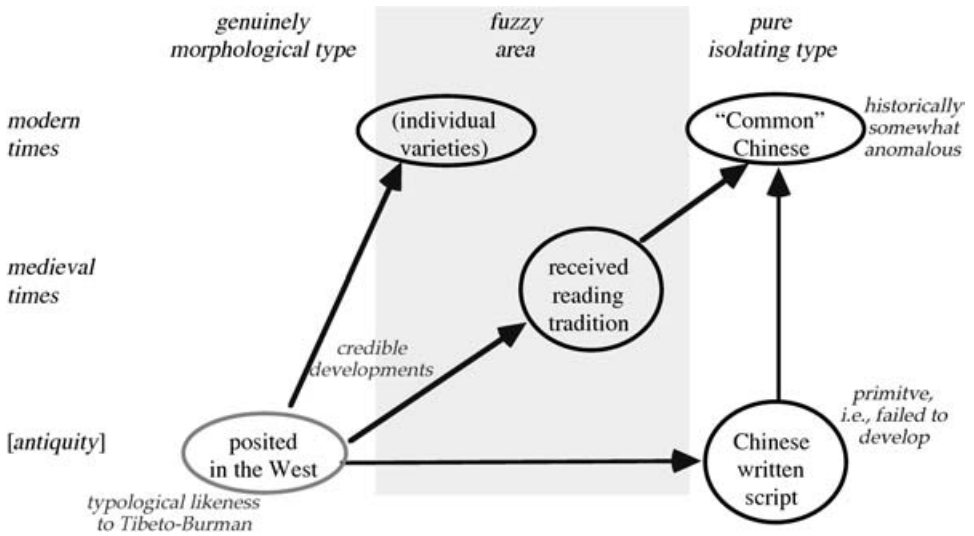 genuinely
morphological type
fuzzy
area
pure
isolating type
modern
times
(individual
varieties)
"Common"
Chinese
historically
somewhat
anomalous
medieval
times
received
reading
tradition
credible
developments
[antiquity]
posited
in the West
Chinese
written
script
primitve,
i.e., failed to
develop
typological likeness
to Tibeto-Burman